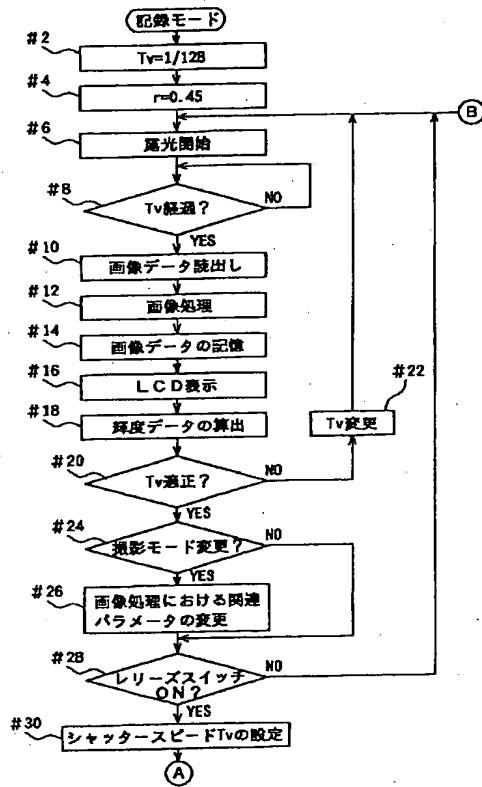 記録モード
#2
Tv=1/128
#4
r=0.45
B
#6
露光開始
#8
Tv経過?
NO
YES
#10
画像データ読出し
#12
画像処理
#14
画像データの記憶
#16
LCD表示
#18
輝度データの算出
#22
Tv変更
#20
Tv適正?
NO
YES
#24
撮影モード変更?
NO
YES
#26
画像処理における関連
パラメータの変更
#28
レリーズスイッチ
ON?
NO
YES
#30
シャッタースピードTvの設定
A